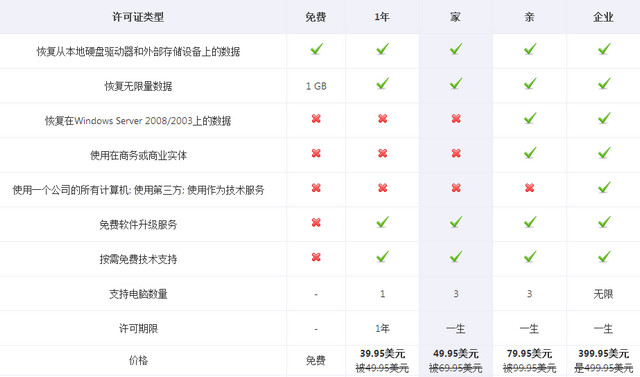 许可证类型 免费 1年 家 亲 企业
恢复从本地硬盘驱动器和外部存储设备上的数据
恢复无限量数据 1 GB
恢复在Windows Server 2008/2003上的数据
使用在商务或商业实体
使用一个公司的所有计算机; 使用第三方; 使用作为技术服务
免费软件升级服务
按需免费技术支持
支持电脑数量 - 1 3 3 无限
许可期限 - 1年 一生 一生 一生
价格 免费 39.95美元 49.95美元 79.95美元 399.95美元
被49.95美元 被69.95美元 被99.95美元 是499.95美元